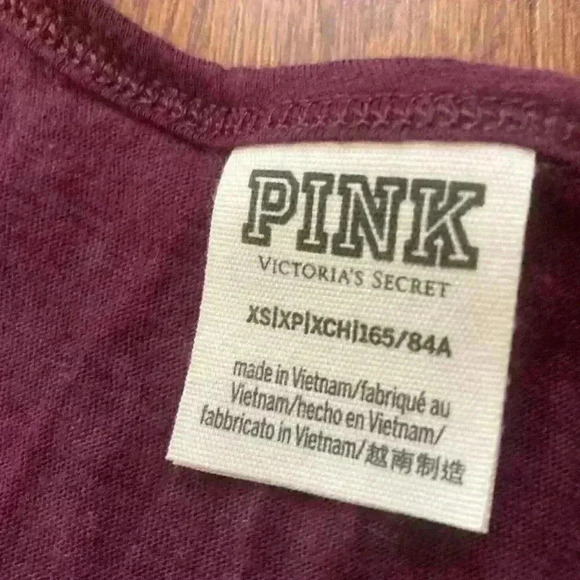 PINK
VICTORIA'S SECRET
XS|XP|XCH|165/84A
made in Vietnam/fabriqué au
Vietnam/hecho en Vietnam/
fabbricato in Vietnam/越南制造